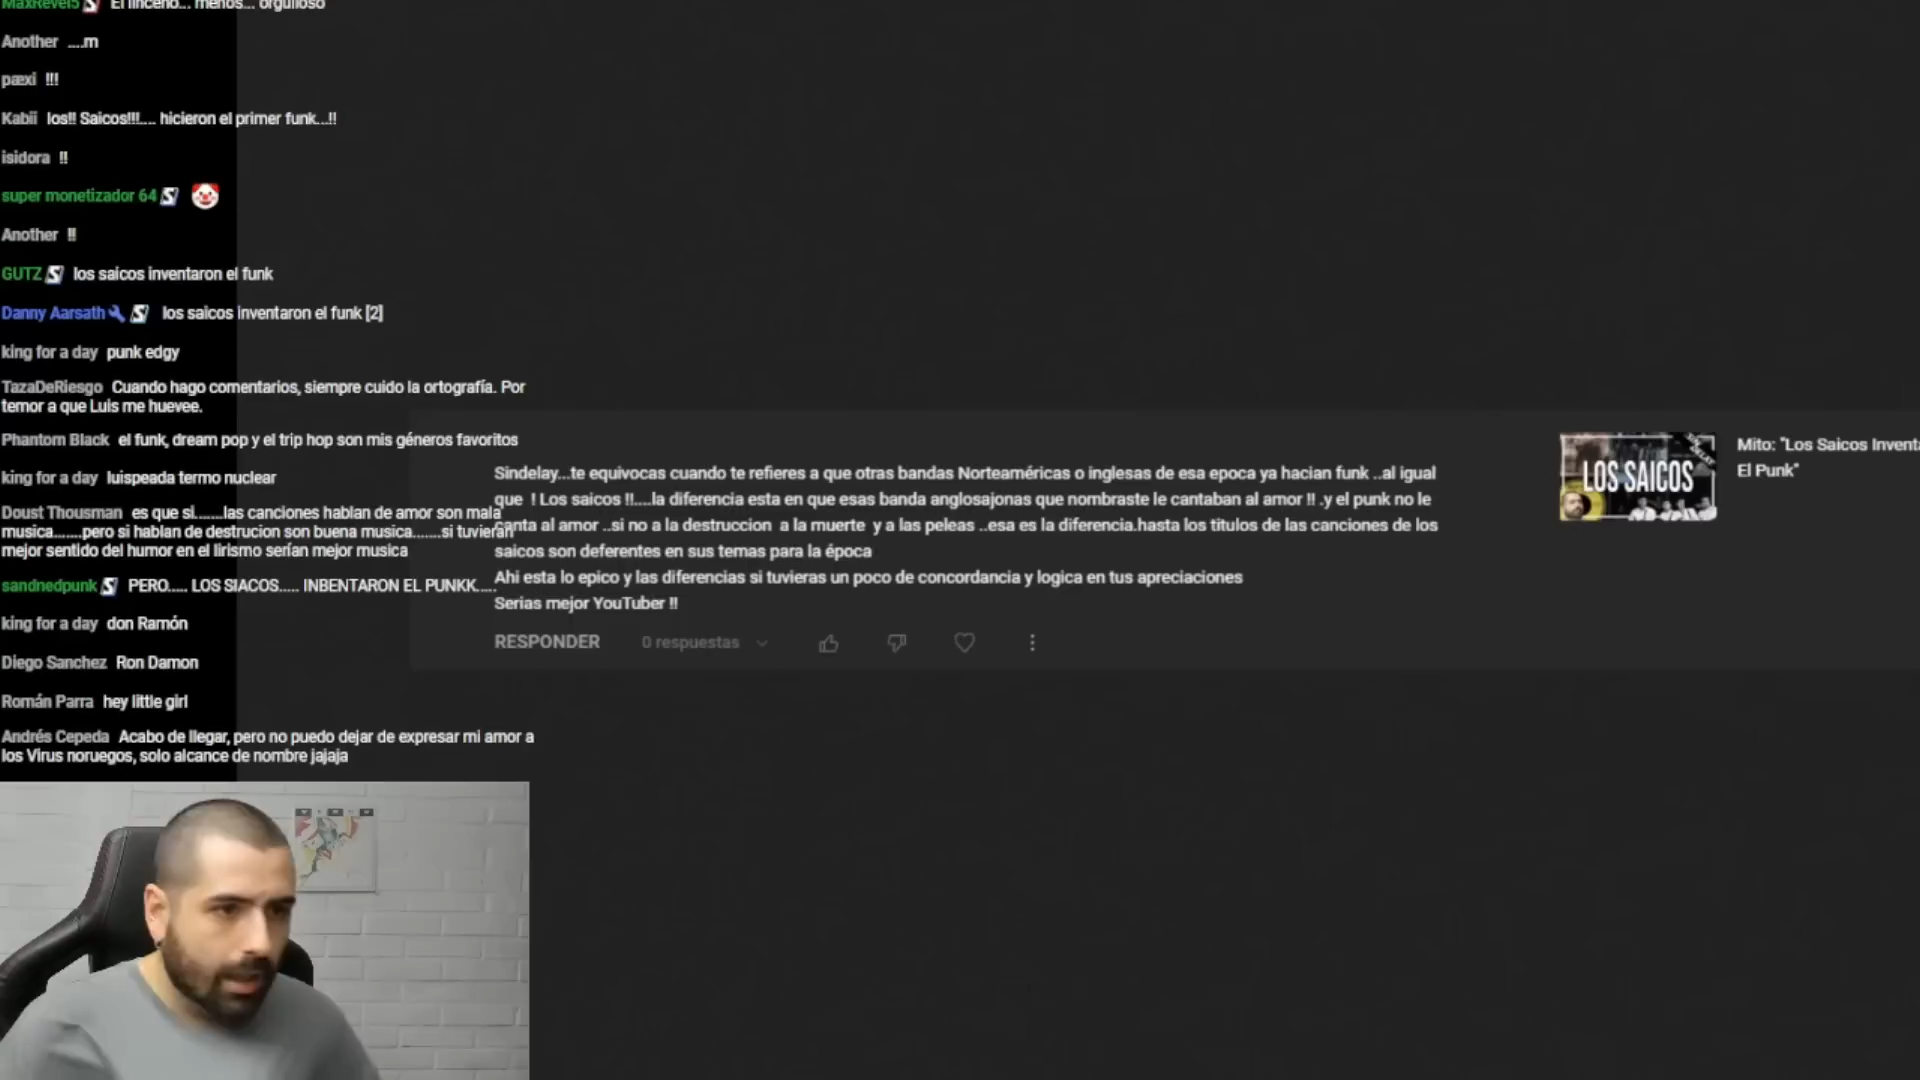 MaxRevel5 El linceno... menos... orgulloso
Another ....m
pæxi !!!
Kabii los!! Saicos!!!.... hicieron el primer funk...!!
isidora !!
super monetizador 64
Another !!
GUTZ los saicos inventaron el funk
Danny Aarsath los saicos inventaron el funk [2]
king for a day punk edgy
TazaDeRiesgo Cuando hago comentarios, siempre cuido la ortografía. Por
temor a que Luis me huevee.
Phantom Black el funk, dream pop y el trip hop son mis géneros favoritos
king for a day luispeada termo nuclear
Doust Thousman es que si.......las canciones hablan de amor son mala
musica.......pero si hablan de destrucion son buena musica.......si tuvieran
mejor sentido del humor en el lirismo serían mejor musica
sandnedpunk PERO..... LOS SIACOS..... INBENTARON EL PUNKK.....
king for a day don Ramón
Diego Sanchez Ron Damon
Román Parra hey little girl
Andrés Cepeda Acabo de llegar, pero no puedo dejar de expresar mi amor a
los Virus noruegos, solo alcance de nombre jajaja
Sindelay...te equivocas cuando te refieres a que otras bandas Norteaméricas o inglesas de esa epoca ya hacian funk ..al igual
que ! Los saicos !!....la diferencia esta en que esas banda anglosajonas que nombraste le cantaban al amor !! .y el punk no le
canta al amor ..si no a la destruccion a la muerte y a las peleas ..esa es la diferencia.hasta los titulos de las canciones de los
saicos son deferentes en sus temas para la época
Ahi esta lo epico y las diferencias si tuvieras un poco de concordancia y logica en tus apreciaciones
Serias mejor YouTuber !!
RESPONDER 0 respuestas
LOS SAICOS
Mito: "Los Saicos Inventa
El Punk"